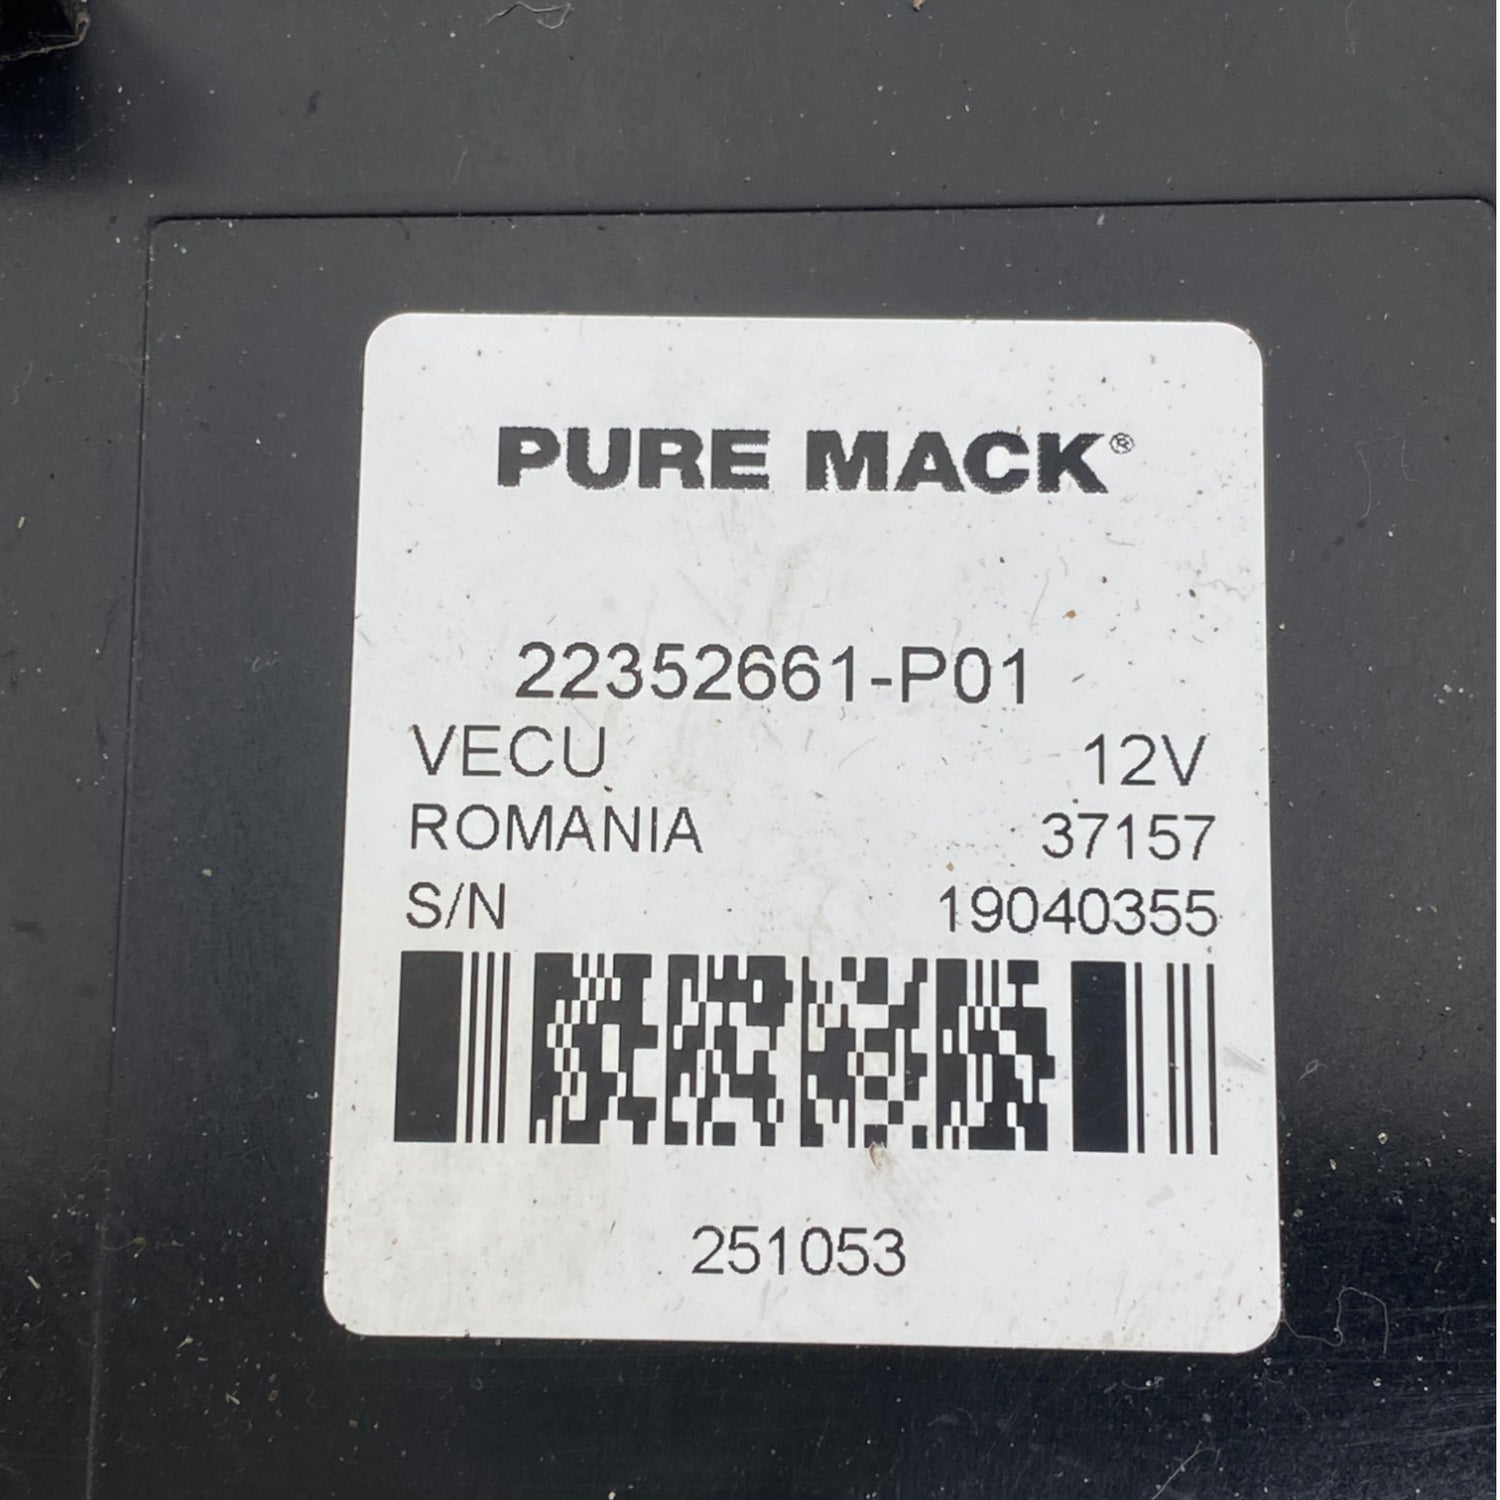 PURE MACK®
22352661-P01
VECU 12V
ROMANIA 37157
S/N 19040355
251053